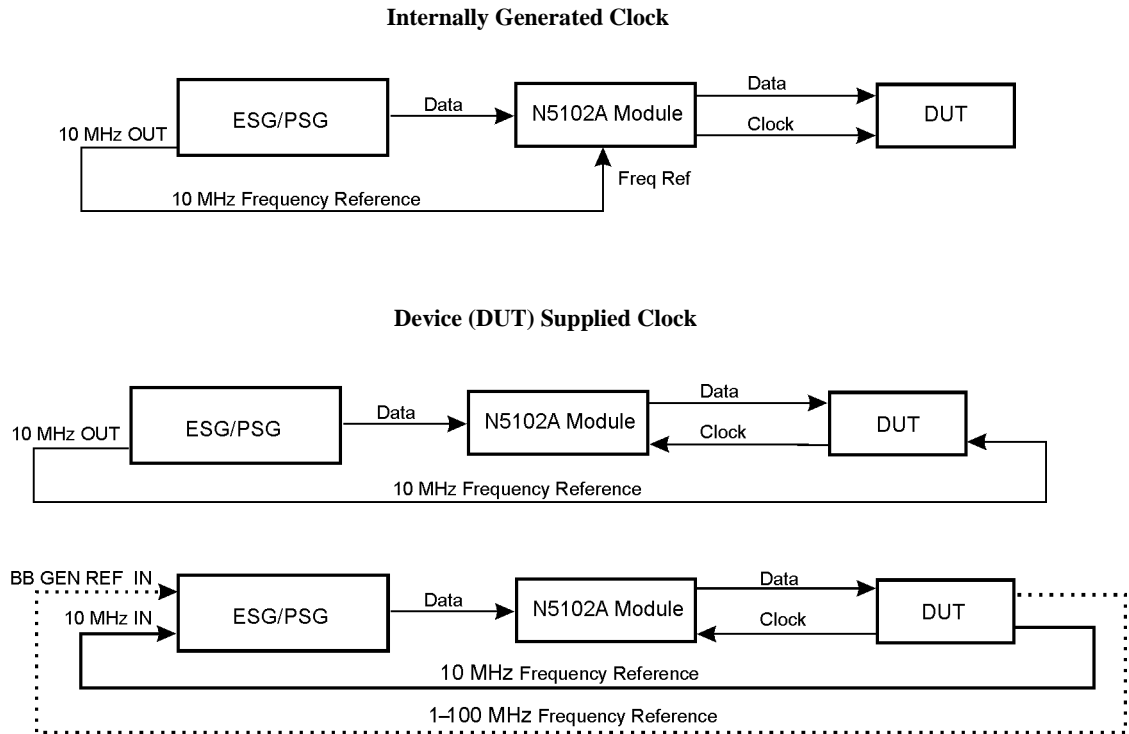 Internally Generated Clock
ESG/PSG
Data
N5102A Module
Data
Clock
DUT
10 MHz OUT
Freq Ref
10 MHz Frequency Reference
Device (DUT) Supplied Clock
10 MHz OUT
ESG/PSG
Data
N5102A Module
Data
Clock
DUT
10 MHz Frequency Reference
BB GEN REF IN
10 MHz IN
ESG/PSG
Data
N5102A Module
Data
Clock
DUT
10 MHz Frequency Reference
1–100 MHz Frequency Reference